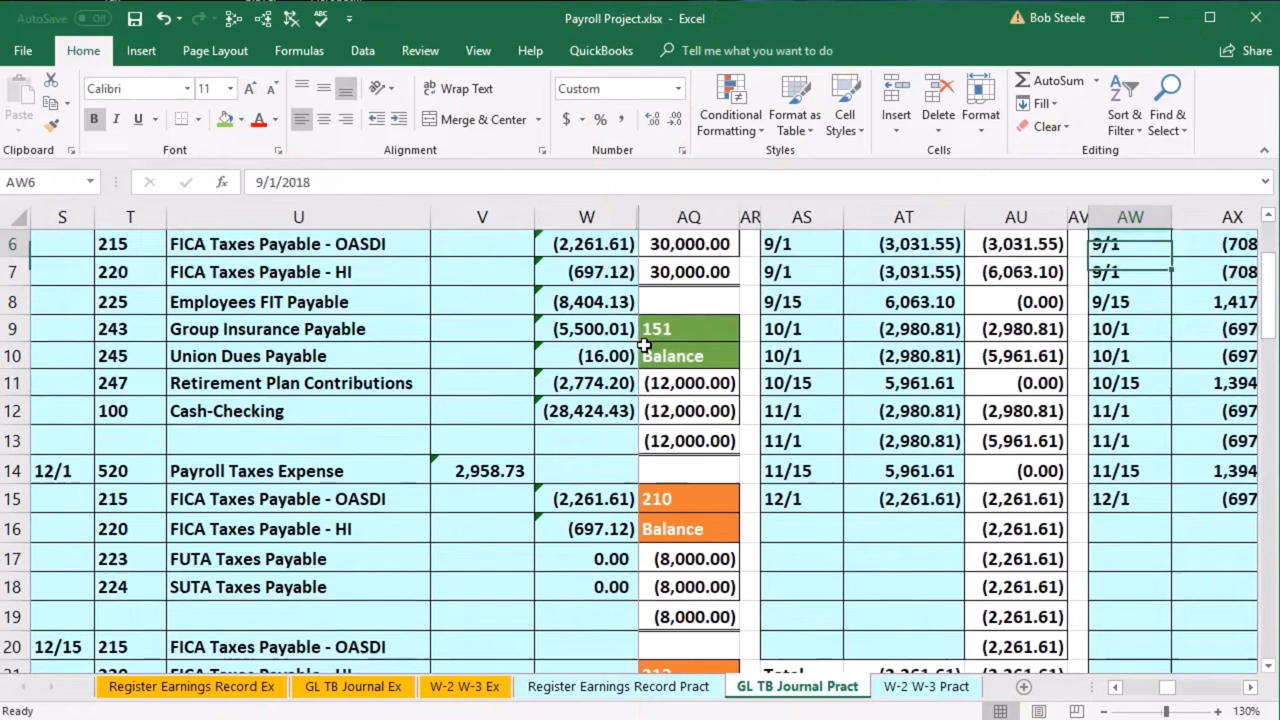 AutoSave Off Payroll Project.xlsx - Excel Bob Steele
File Home Insert Page Layout Formulas Data Review View Help QuickBooks Tell me what you want to do Share
Calibri 11 Wrap Text Custom AutoSum
Paste B I U Merge & Center $ % , Conditional Formatting Format as Table Cell Styles Insert Delete Format Fill Clear Sort & Filter Find & Select
Clipboard Font Alignment Number Styles Cells Editing
AW6 fx 9/1/2018
S T U V W AQ AR AS AT AU AV AW AX
6 215 FICA Taxes Payable - OASDI (2,261.61) 30,000.00 9/1 (3,031.55) (3,031.55) 9/1 (708
7 220 FICA Taxes Payable - HI (697.12) 30,000.00 9/1 (3,031.55) (6,063.10) 9/1 (708
8 225 Employees FIT Payable (8,404.13) 9/15 6,063.10 (0.00) 9/15 1,417
9 243 Group Insurance Payable (5,500.01) 151 10/1 (2,980.81) (2,980.81) 10/1 (697
10 245 Union Dues Payable (16.00) Balance 10/1 (2,980.81) (5,961.61) 10/1 (697
11 247 Retirement Plan Contributions (2,774.20) (12,000.00) 10/15 5,961.61 (0.00) 10/15 1,394
12 100 Cash-Checking (28,424.43) (12,000.00) 11/1 (2,980.81) (2,980.81) 11/1 (697
13 (12,000.00) 11/1 (2,980.81) (5,961.61) 11/1 (697
14 12/1 520 Payroll Taxes Expense 2,958.73 11/15 5,961.61 (0.00) 11/15 1,394
15 215 FICA Taxes Payable - OASDI (2,261.61) 210 12/1 (2,261.61) (2,261.61) 12/1 (697
16 220 FICA Taxes Payable - HI (697.12) Balance (2,261.61)
17 223 FUTA Taxes Payable 0.00 (8,000.00) (2,261.61)
18 224 SUTA Taxes Payable 0.00 (8,000.00) (2,261.61)
19 (8,000.00) (2,261.61)
20 12/15 215 FICA Taxes Payable - OASDI (2,261.61)
Register Earnings Record Ex GL TB Journal Ex W-2 W-3 Ex Register Earnings Record Pract GL TB Journal Pract W-2 W-3 Pract
Ready 130%